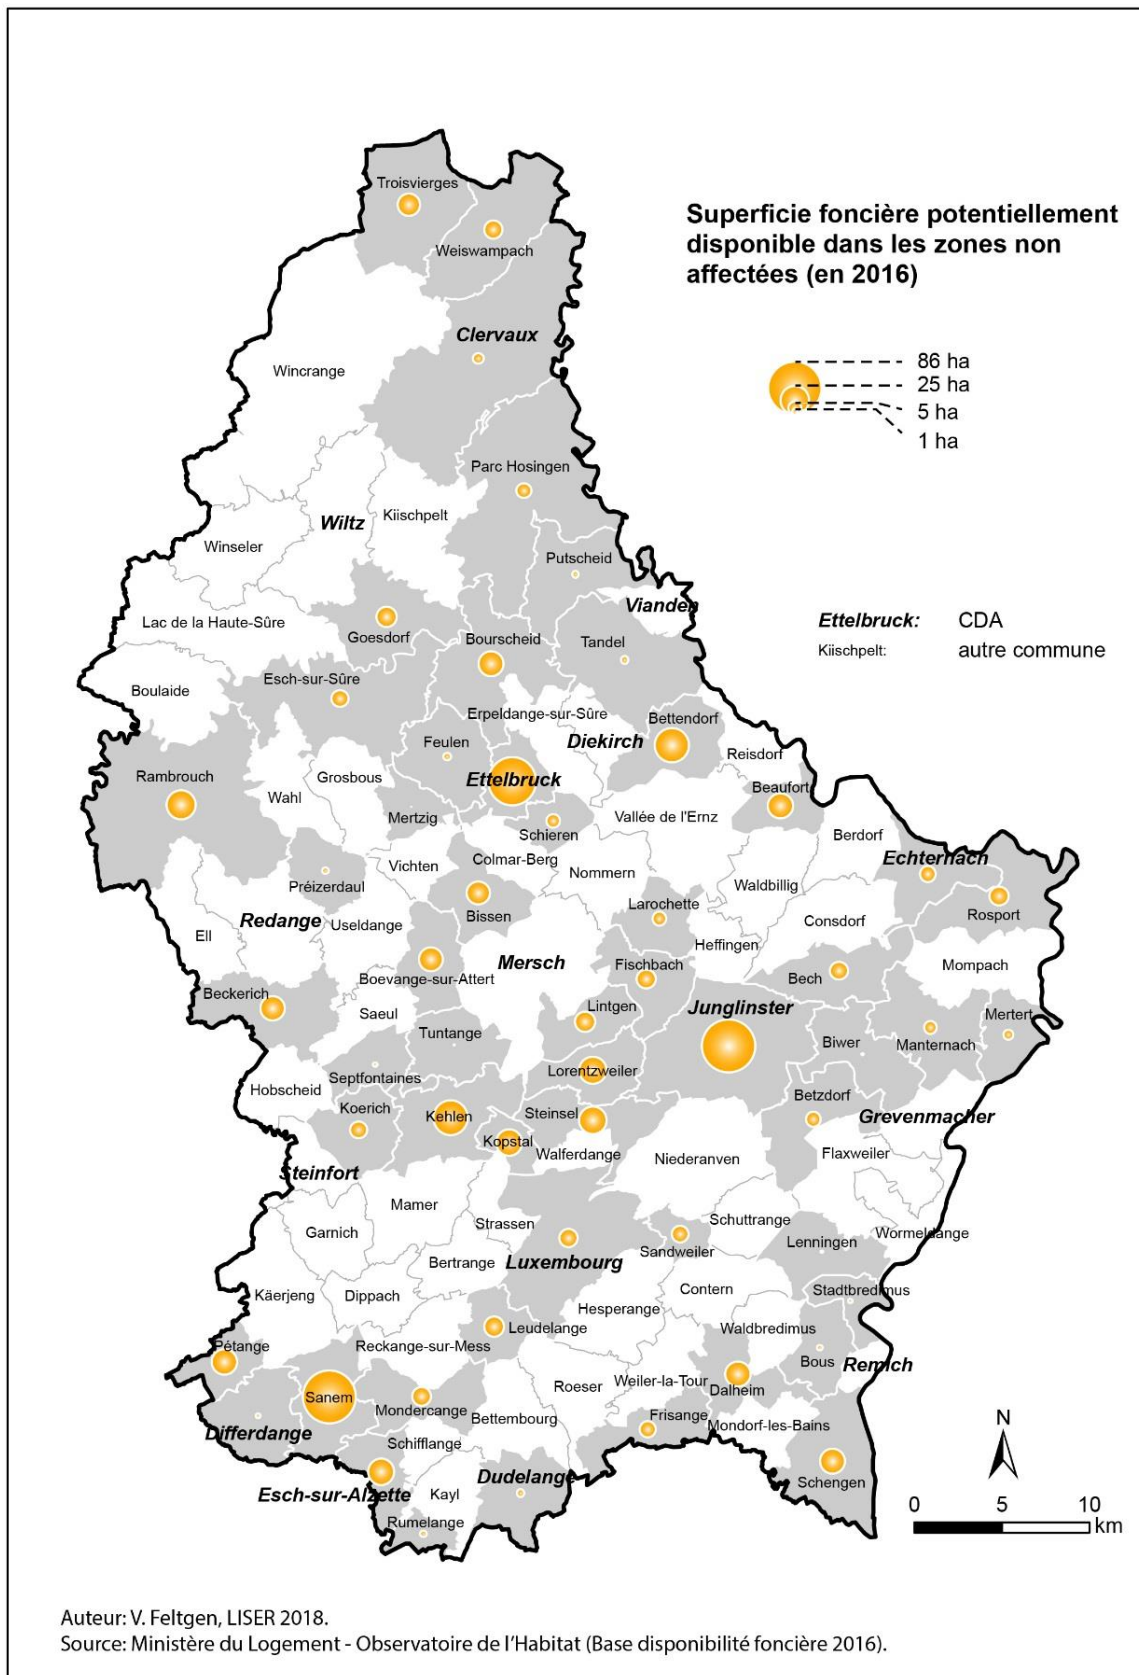 Superficie foncière potentiellement
disponible dans les zones non
affectées (en 2016)
86 ha
25 ha
5 ha
1 ha
Ettelbruck: CDA
Kiischpelt: autre commune
Troisvierges
Weiswampach
Clervaux
Wincrange
Parc Hosingen
Wiltz
Kiischpelt
Winseler
Putscheid
Vianden
Lac de la Haute-Sûre
Goesdorf
Bourscheid
Tandel
Boulaide
Esch-sur-Sûre
Erpeldange-sur-Sûre
Bettendorf
Feulen
Diekirch
Reisdorf
Rambrouch
Grosbous
Ettelbruck
Beaufort
Wahl
Mertzig
Schieren
Vallée de l'Ernz
Berdorf
Vichten
Colmar-Berg
Nommern
Echternach
Préizerdaul
Waldbillig
Redange
Useldange
Bissen
Larochette
Consdorf
Rosport
Ell
Heffingen
Mersch
Fischbach
Bech
Mompach
Boevange-sur-Attert
Beckerich
Saeul
Lintgen
Junglinster
Mertert
Tuntange
Biwer
Manternach
Septfontaines
Lorentzweiler
Hobscheid
Koerich
Kehlen
Steinsel
Betzdorf
Grevenmacher
Kopstal
Walferdange
Niederanven
Flaxweiler
Steinfort
Mamer
Garnich
Strassen
Schuttrange
Wormeldange
Sandweiler
Lenningen
Bertrange
Luxembourg
Käerjeng
Dippach
Contern
Stadtbredimus
Hesperange
Leudelange
Waldbredimus
Pétange
Reckange-sur-Mess
Bous
Remich
Sanem
Roeser
Weiler-la-Tour
Dalheim
Mondercange
Bettembourg
Frisange
Mondorf-les-Bains
Differdange
Schifflange
Dudelange
Schengen
Esch-sur-Alzette
Kayl
Rumelange
N
0 5 10
km
Auteur: V. Feltgen, LISER 2018.
Source: Ministère du Logement - Observatoire de l'Habitat (Base disponibilité foncière 2016).